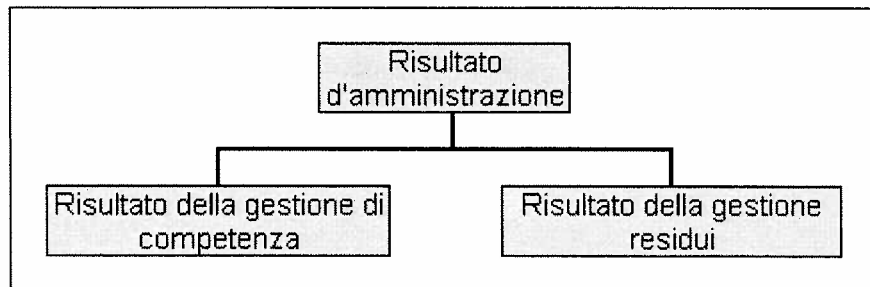 Risultato
d'amministrazione
Risultato della gestione di
competenza
Risultato della gestione
residui